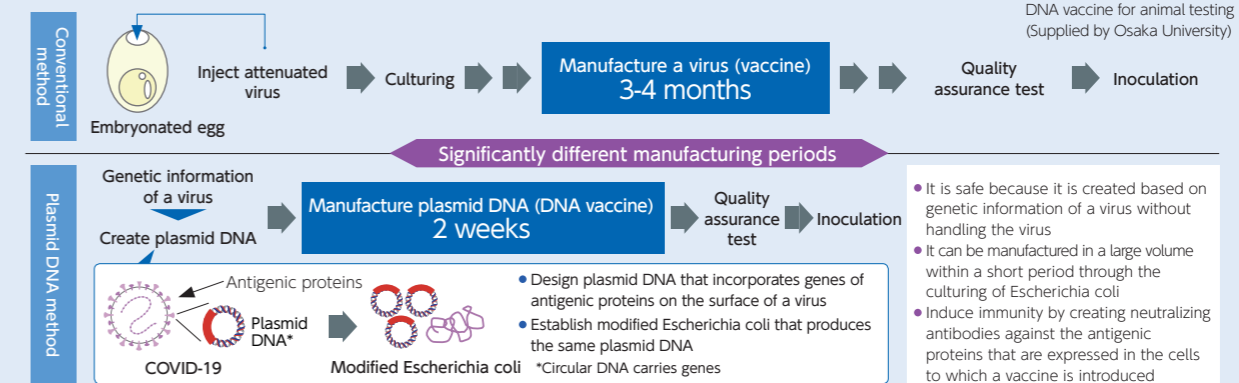 DNA vaccine for animal testing
(Supplied by Osaka University)
Conventional
method
Embryonated egg
Inject attenuated
virus
Culturing
Manufacture a virus (vaccine)
3-4 months
Quality
assurance test
Inoculation
Significantly different manufacturing periods
Plasmid DNA method
Genetic information
of a virus
Create plasmid DNA
Manufacture plasmid DNA (DNA vaccine)
2 weeks
Quality
assurance
test
Inoculation
Antigenic proteins
Plasmid
DNA*
COVID-19
Modified Escherichia coli
• Design plasmid DNA that incorporates genes of
antigenic proteins on the surface of a virus
• Establish modified Escherichia coli that produces
the same plasmid DNA
*Circular DNA carries genes
• It is safe because it is created based on
genetic information of a virus without
handling the virus
• It can be manufactured in a large volume
within a short period through the
culturing of Escherichia coli
• Induce immunity by creating neutralizing
antibodies against the antigenic
proteins that are expressed in the cells
to which a vaccine is introduced